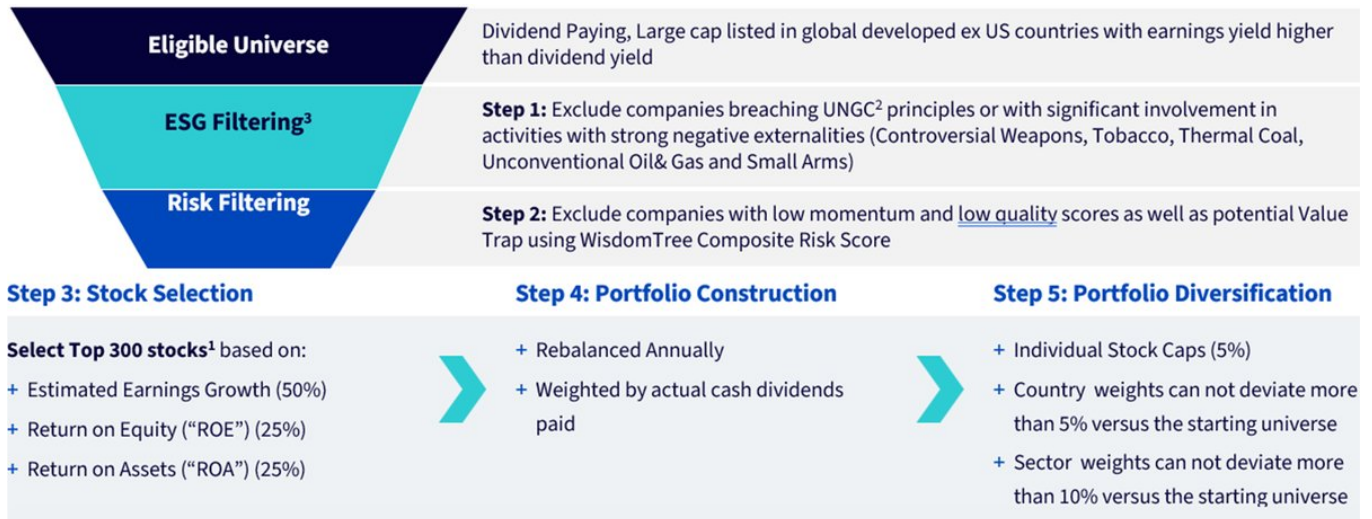 Eligible Universe
Dividend Paying, Large cap listed in global developed ex US countries with earnings yield higher
than dividend yield
ESG Filtering³
Step 1: Exclude companies breaching UNGC² principles or with significant involvement in
activities with strong negative externalities (Controversial Weapons, Tobacco, Thermal Coal,
Unconventional Oil& Gas and Small Arms)
Risk Filtering
Step 2: Exclude companies with low momentum and low quality scores as well as potential Value
Trap using WisdomTree Composite Risk Score
Step 3: Stock Selection
Select Top 300 stocks¹ based on:
+ Estimated Earnings Growth (50%)
+ Return on Equity (“ROE”) (25%)
+ Return on Assets (“ROA”) (25%)
Step 4: Portfolio Construction
+ Rebalanced Annually
+ Weighted by actual cash dividends
paid
Step 5: Portfolio Diversification
+ Individual Stock Caps (5%)
+ Country weights can not deviate more
than 5% versus the starting universe
+ Sector weights can not deviate more
than 10% versus the starting universe